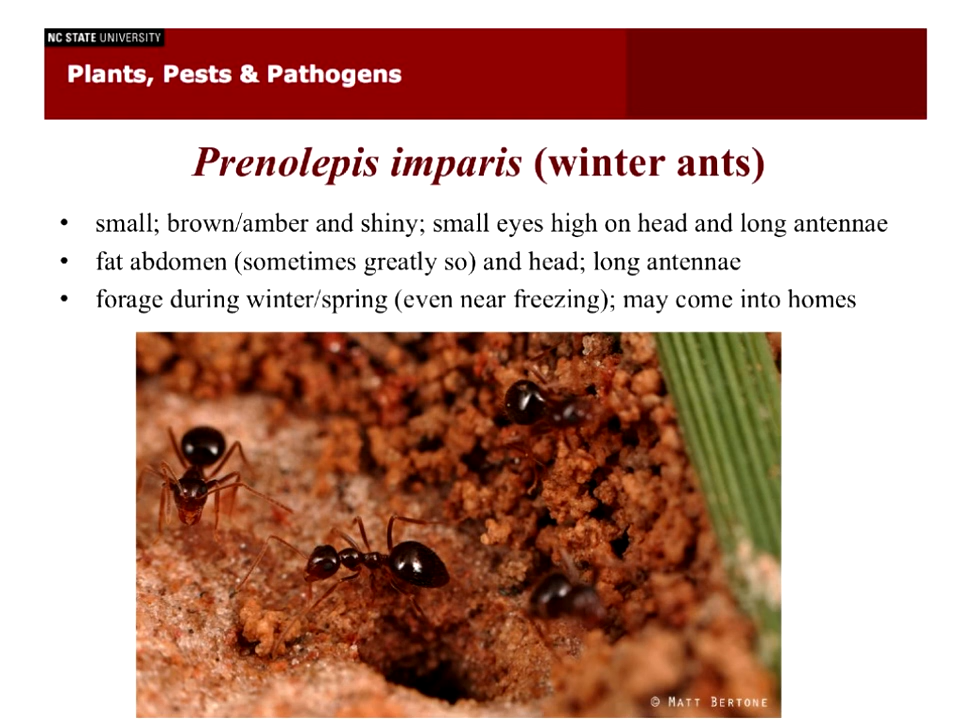 NC STATE UNIVERSITY
Plants, Pests & Pathogens
Prenolepis imparis (winter ants)
• small; brown/amber and shiny; small eyes high on head and long antennae
• fat abdomen (sometimes greatly so) and head; long antennae
• forage during winter/spring (even near freezing); may come into homes
© MATT BERTONE